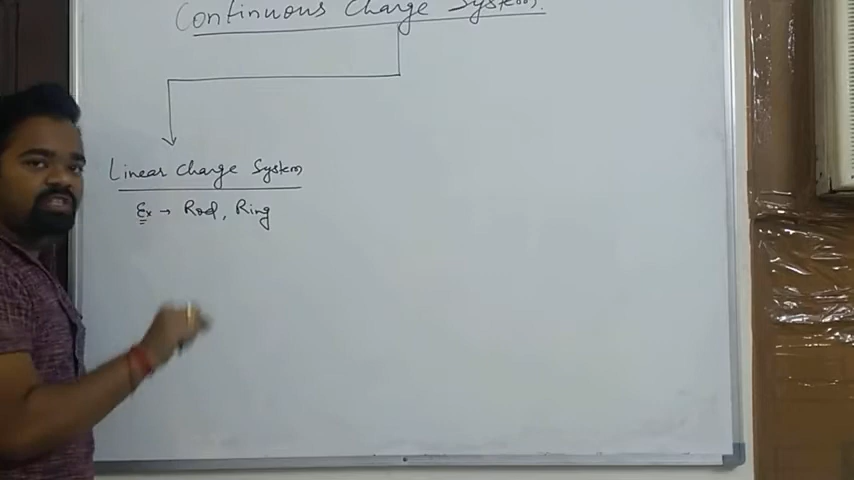 Continuous Charge System.
Linear Charge System
Ex → Rod, Ring